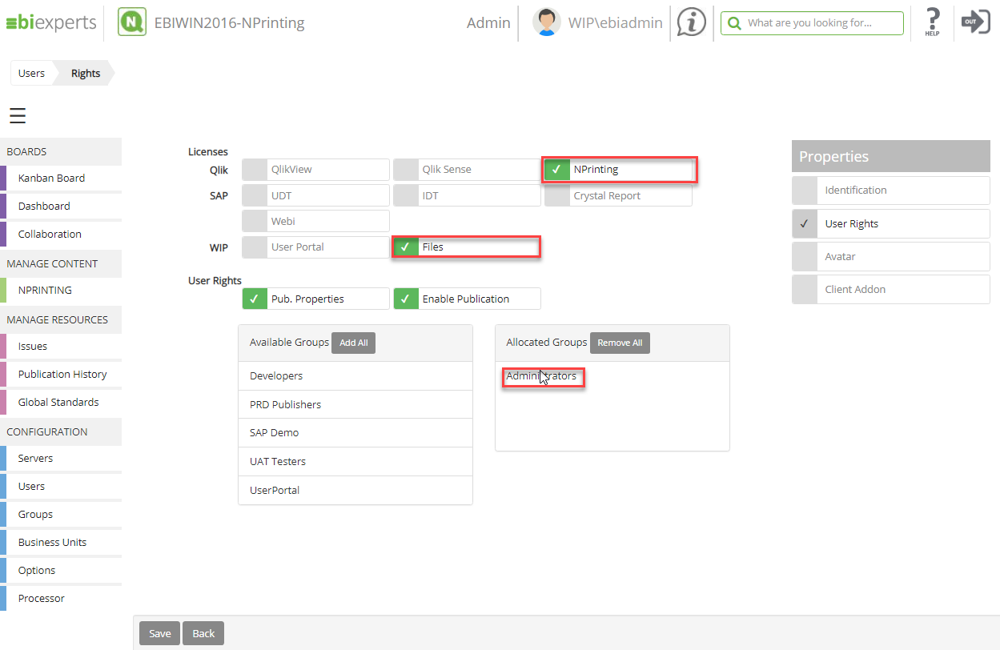 ebiexperts
EBIWIN2016-NPrinting
Admin
WIP\ebiadmin
What are you looking for...
HELP
OUT
Users
Rights
BOARDS
Kanban Board
Dashboard
Collaboration
MANAGE CONTENT
NPRINTING
MANAGE RESOURCES
Issues
Publication History
Global Standards
CONFIGURATION
Servers
Users
Groups
Business Units
Options
Processor
Licenses
Qlik
QlikView
Qlik Sense
NPrinting
SAP
UDT
IDT
Crystal Report
Webi
WIP
User Portal
Files
User Rights
Pub. Properties
Enable Publication
Available Groups
Add All
Developers
PRD Publishers
SAP Demo
UAT Testers
UserPortal
Allocated Groups
Remove All
Administrators
Properties
Identification
User Rights
Avatar
Client Addon
Save
Back